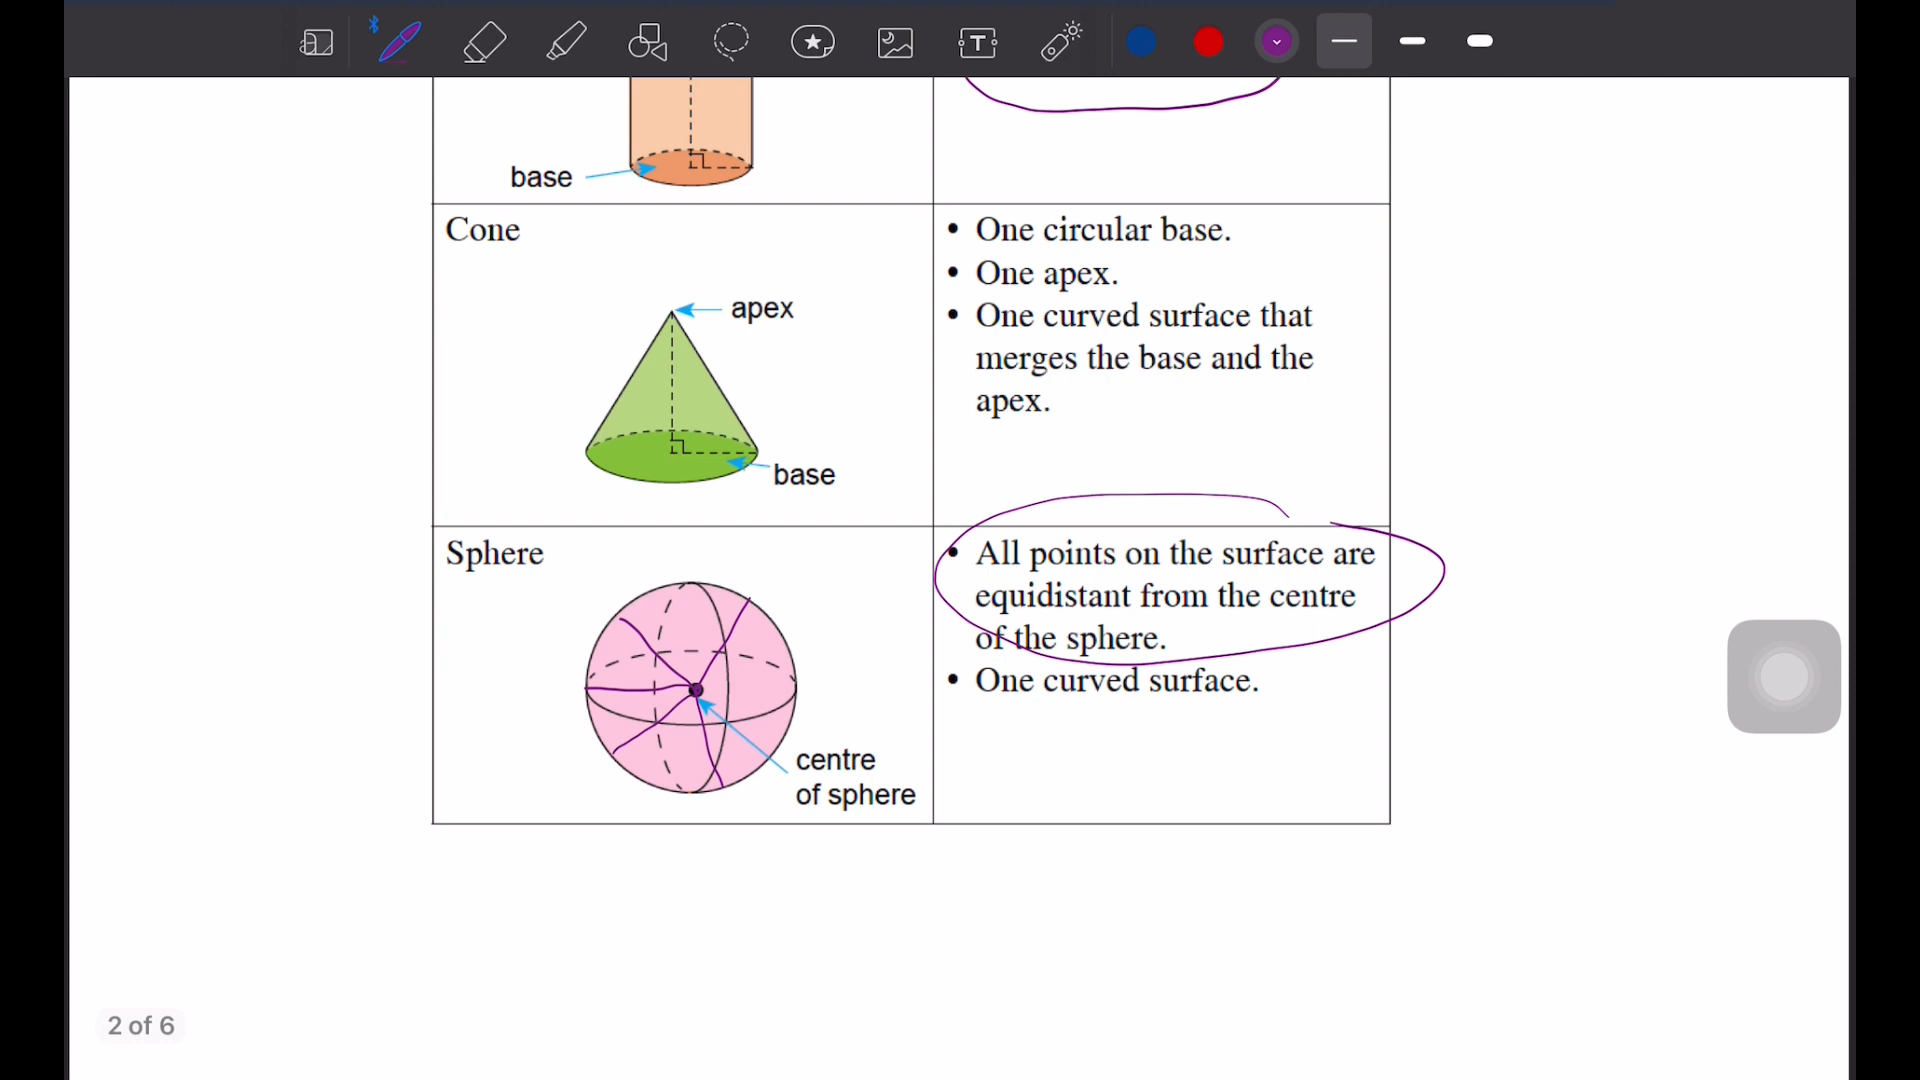 base
Cone
apex
base
• One circular base.
• One apex.
• One curved surface that
merges the base and the
apex.
Sphere
centre
of sphere
• All points on the surface are
equidistant from the centre
of the sphere.
• One curved surface.
2 of 6